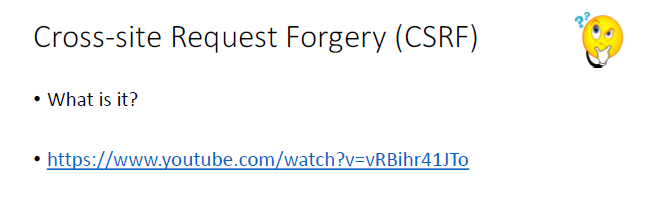 Cross-site Request Forgery (CSRF)
• What is it?
• https://www.youtube.com/watch?v=vRBihr41JTo